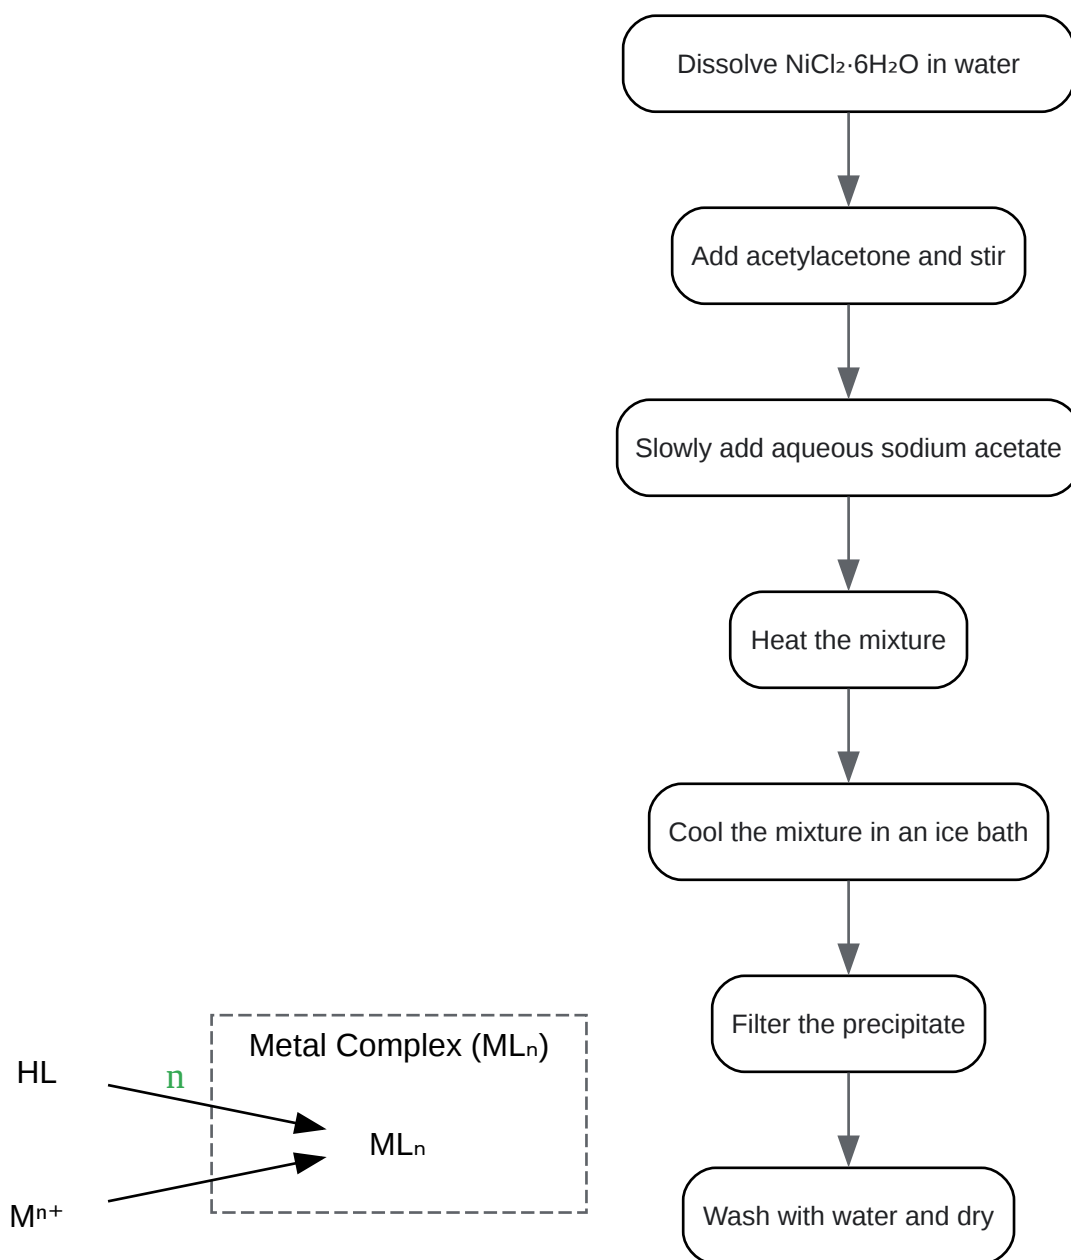 Dissolve NiCl₂·6H₂O in water
Add acetylacetone and stir
Slowly add aqueous sodium acetate
Heat the mixture
Cool the mixture in an ice bath
Filter the precipitate
Wash with water and dry
Metal Complex (MLₙ)
HL
n
MLₙ
Mⁿ⁺